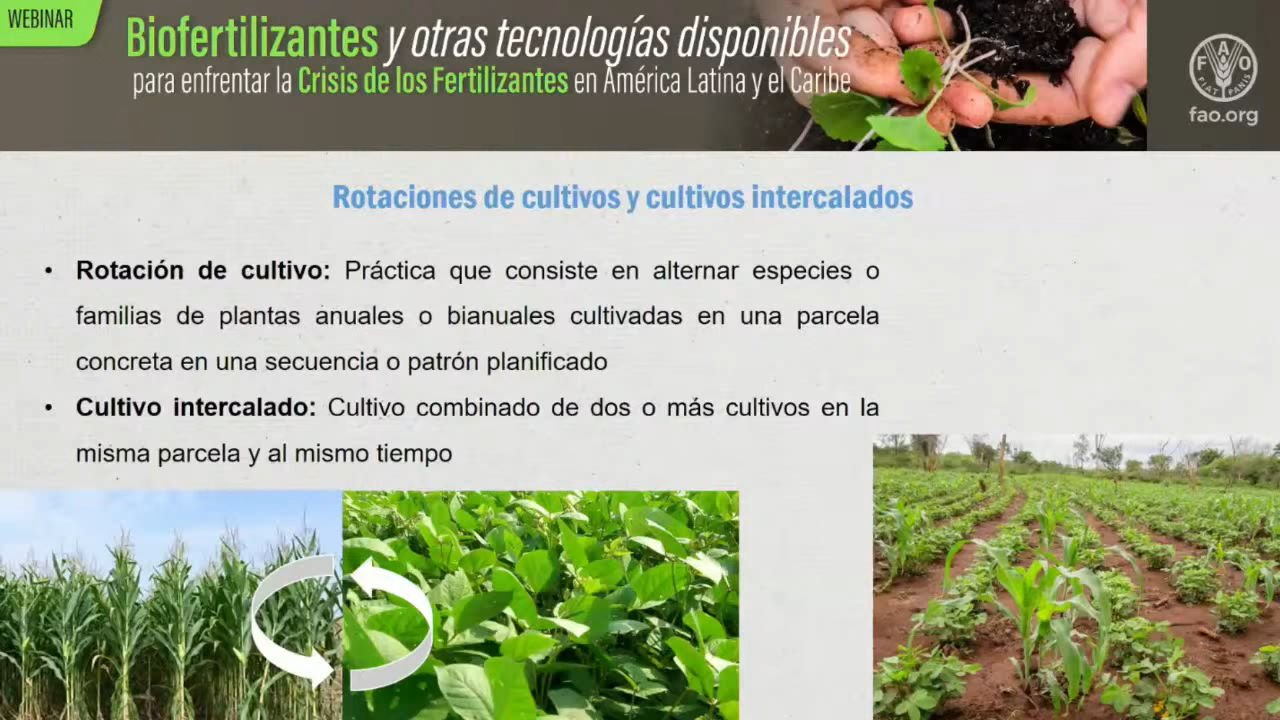 WEBINAR
Biofertilizantes y otras tecnologías disponibles
para enfrentar la Crisis de los Fertilizantes en América Latina y el Caribe
F A O
FIAT PANIS
fao.org
Rotaciones de cultivos y cultivos intercalados
• Rotación de cultivo: Práctica que consiste en alternar especies o
familias de plantas anuales o bianuales cultivadas en una parcela
concreta en una secuencia o patrón planificado
• Cultivo intercalado: Cultivo combinado de dos o más cultivos en la
misma parcela y al mismo tiempo